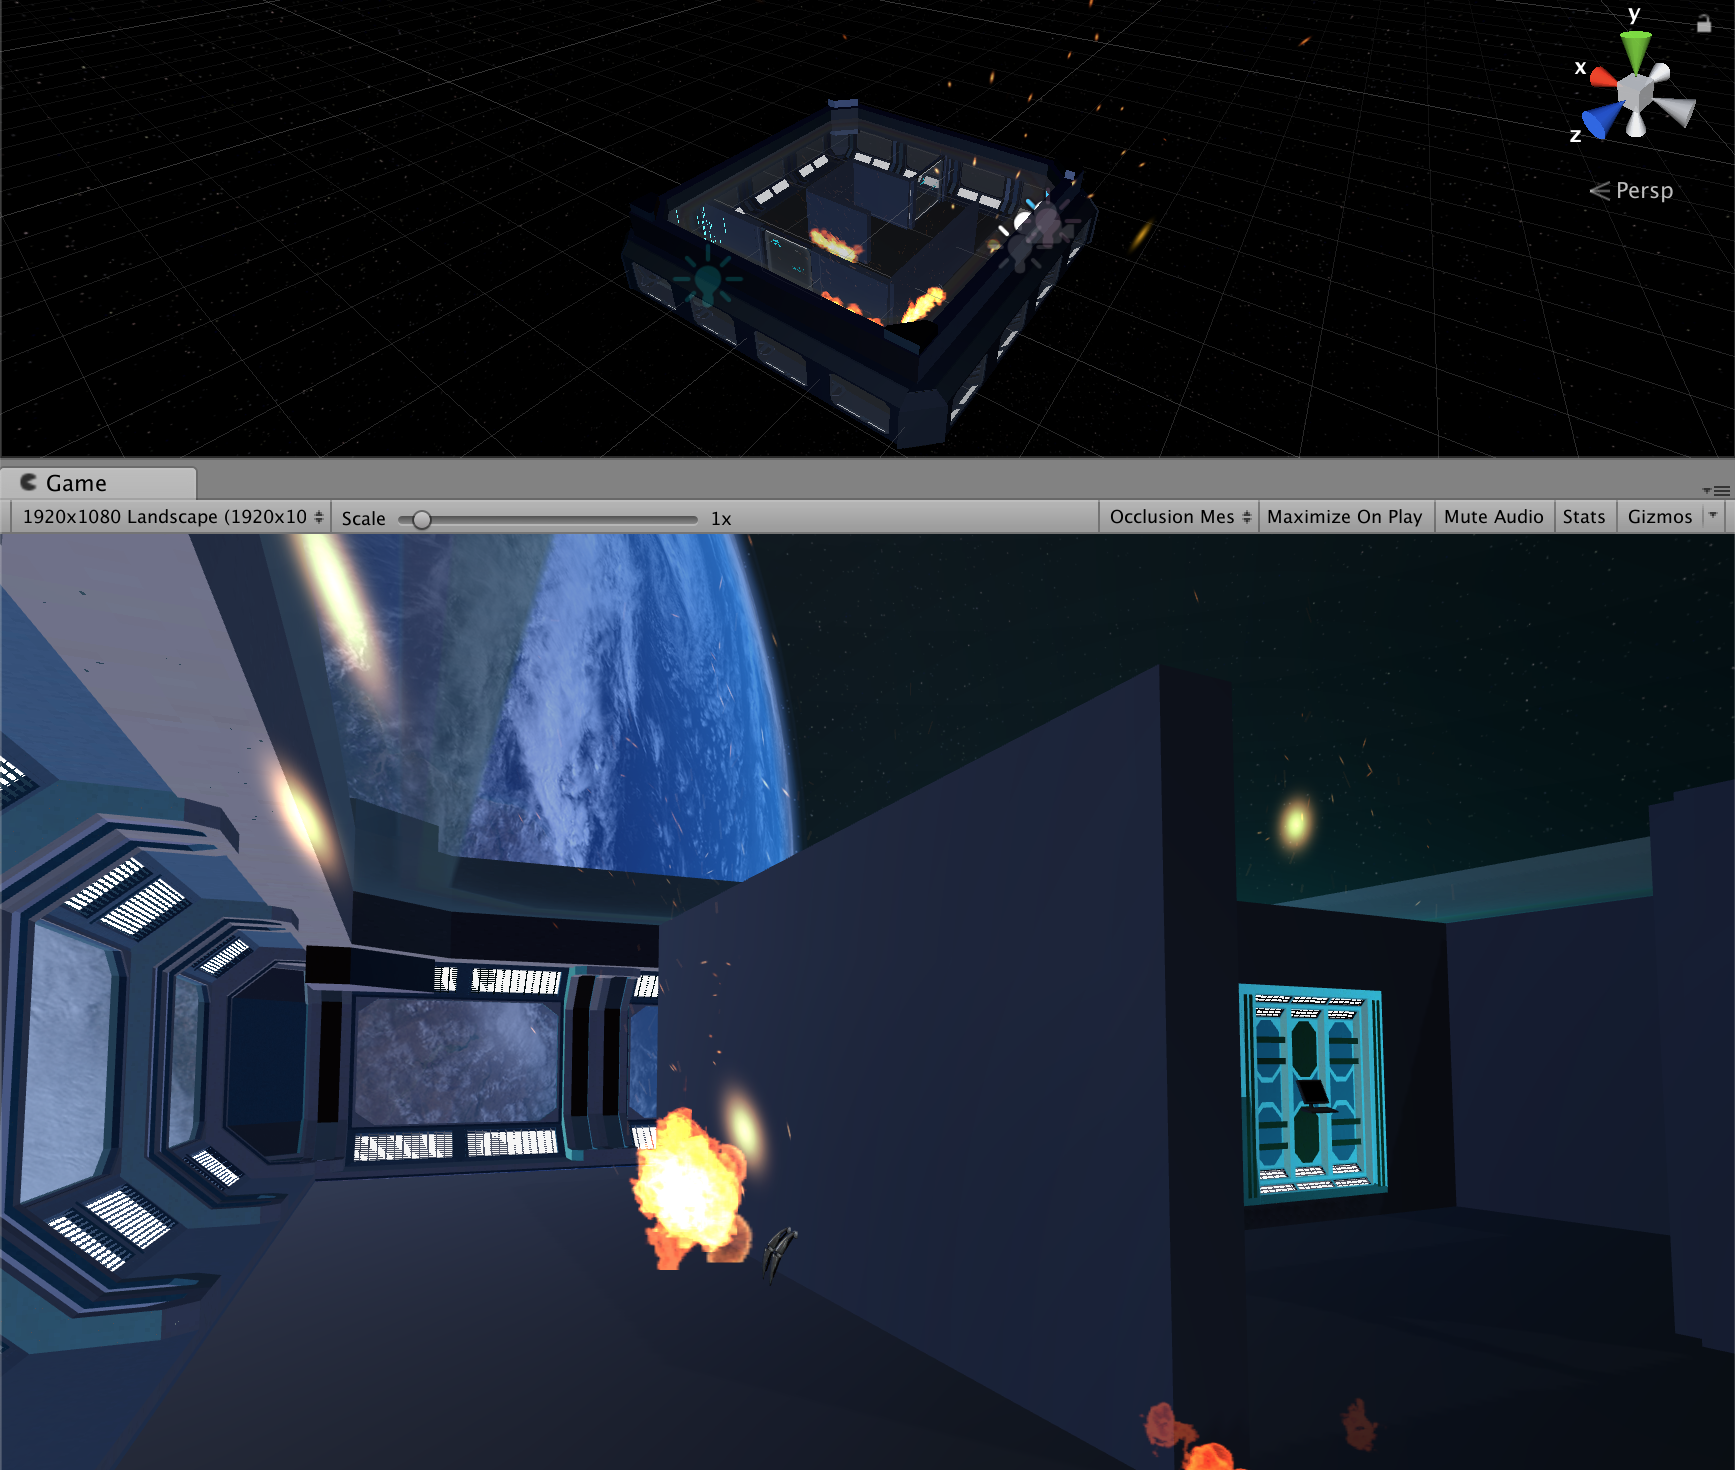 y
x
z
Persp
Game
1920x1080 Landscape (1920x10
Scale 1x
Occlusion Mes
Maximize On Play
Mute Audio
Stats
Gizmos